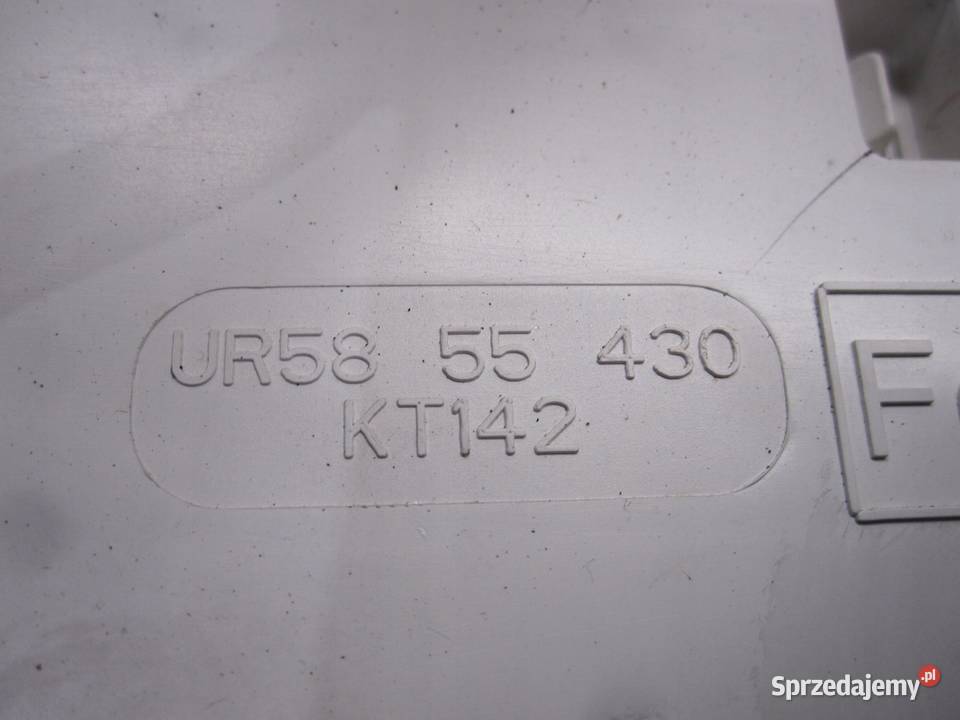 UR58 55 430
KT142
F
Sprzedajemy.pl